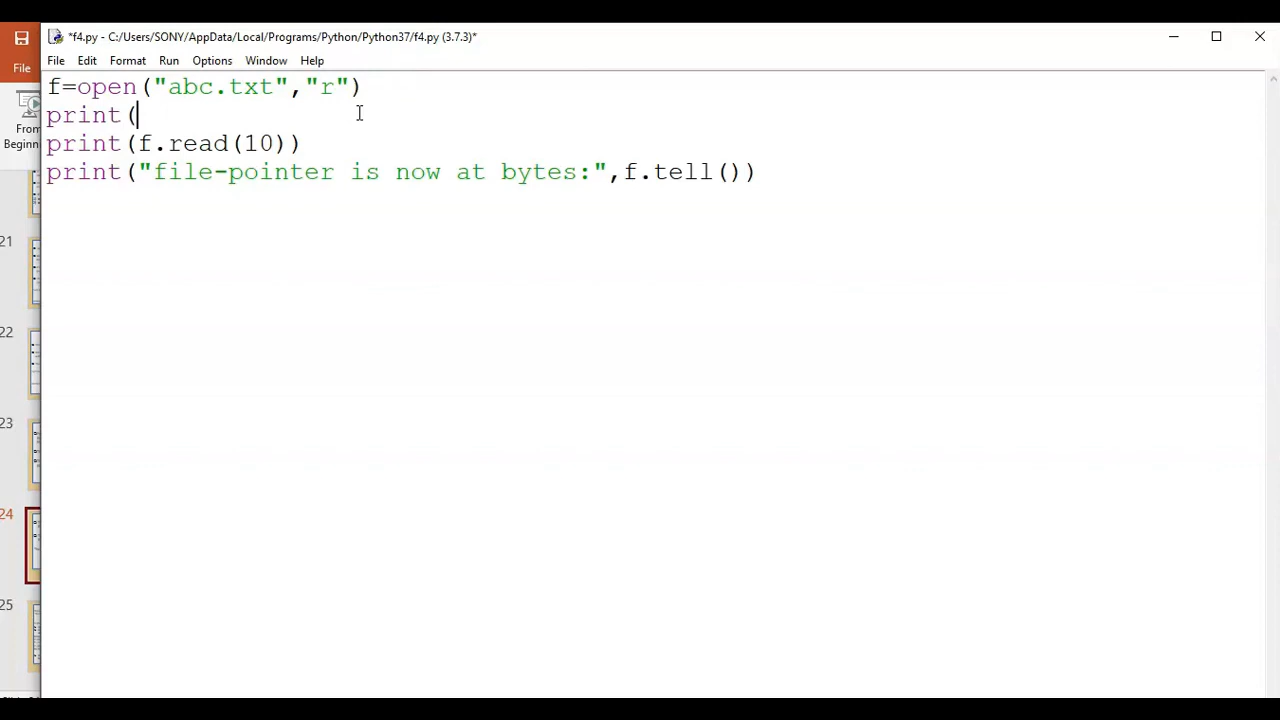 *f4.py - C:/Users/SONY/AppData/Local/Programs/Python/Python37/f4.py (3.7.3)*
File
File Edit Format Run Options Window Help
f=open("abc.txt","r")
print(
print(f.read(10))
print("file-pointer is now at bytes:",f.tell())
From
Beginn
21
22
23
24
25